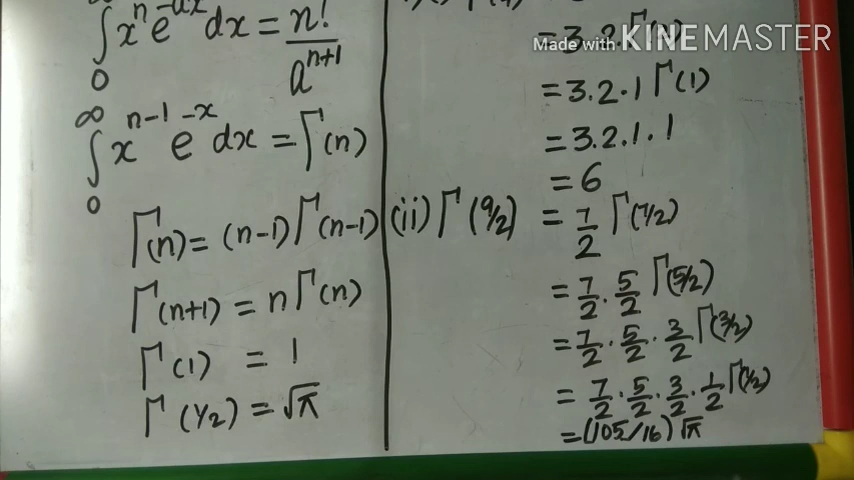 ∫₀^∞ xⁿ e^(-ax) dx = n!/a^(n+1)
∫₀^∞ x^(n-1) e^(-x) dx = Γ(n)
Γ(n) = (n-1) Γ(n-1)
Γ(n+1) = n Γ(n)
Γ(1) = 1
Γ(1/2) = √π
= 3.2.
Made with KINEMASTER
= 3.2.1 Γ(1)
= 3.2.1.1
= 6
(ii) Γ(9/2) = 7/2 Γ(7/2)
= 7/2 . 5/2 Γ(5/2)
= 7/2 . 5/2 . 3/2 Γ(3/2)
= 7/2 . 5/2 . 3/2 . 1/2 Γ(1/2)
= (105/16) √π